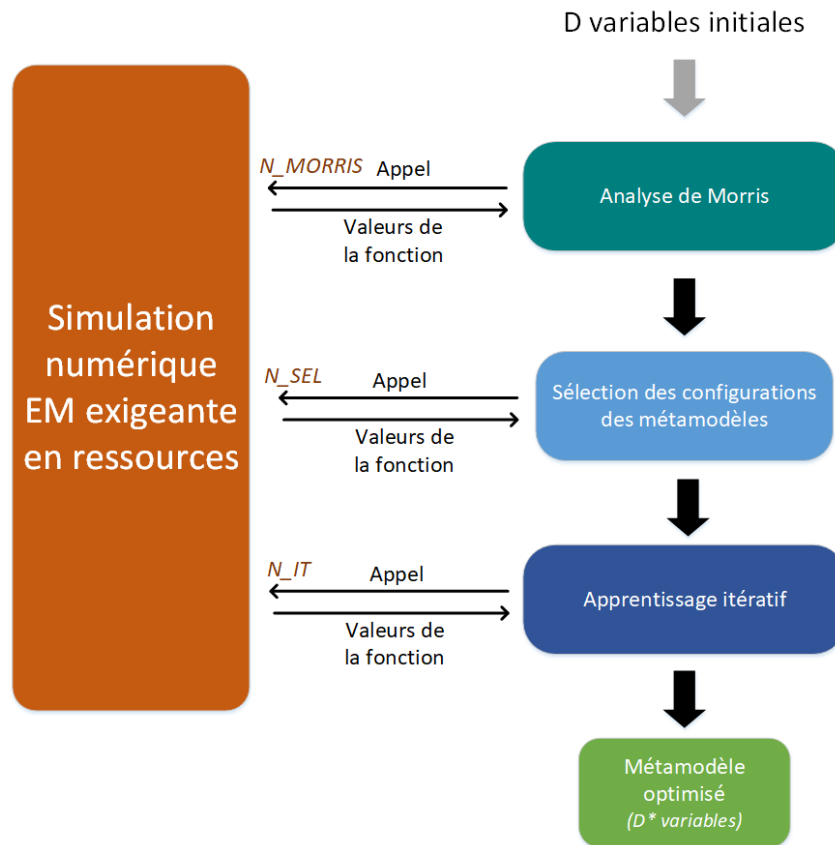 D variables initiales
N_MORRIS Appel
Valeurs de
la fonction
Analyse de Morris
Simulation
numérique
EM exigeante
en ressources
N_SEL Appel
Valeurs de
la fonction
Sélection des configurations
des métamodèles
N_IT Appel
Valeurs de
la fonction
Apprentissage itératif
Métamodèle
optimisé
(D* variables)